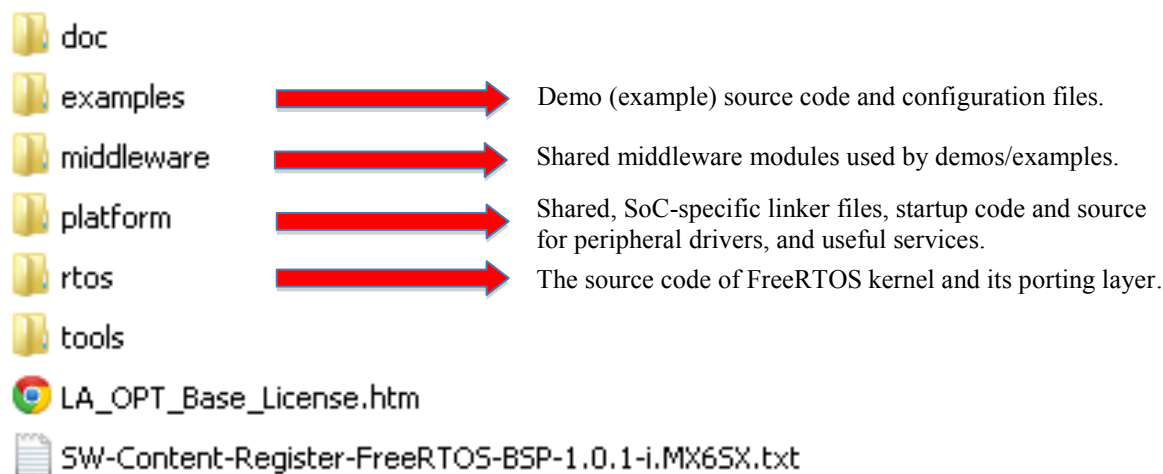 doc
examples
Demo (example) source code and configuration files.
middleware
Shared middleware modules used by demos/examples.
platform
Shared, SoC-specific linker files, startup code and source
for peripheral drivers, and useful services.
rtos
The source code of FreeRTOS kernel and its porting layer.
tools
LA_OPT_Base_License.htm
SW-Content-Register-FreeRTOS-BSP-1.0.1-i.MX6SX.txt